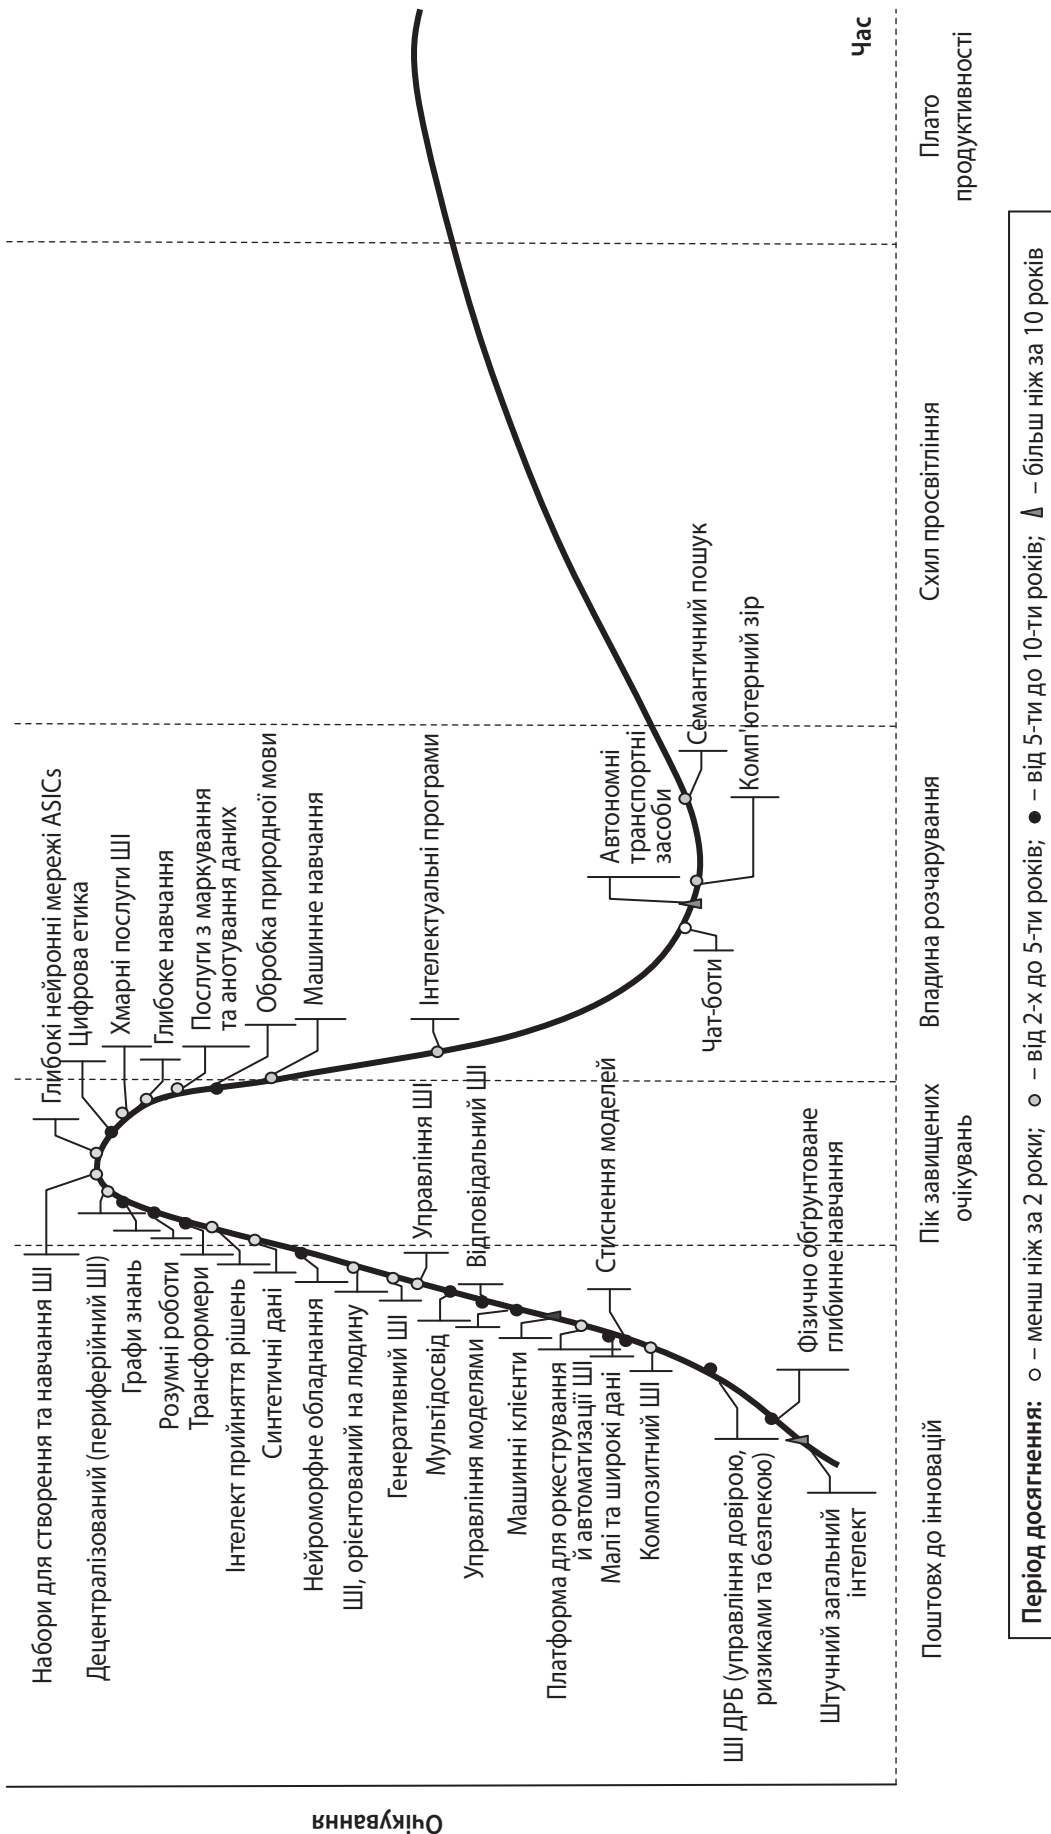 Очікування
Набори для створення та навчання ШІ
Децентралізований (периферійний ШІ)
Графи знань
Розумні роботи
Трансформери
Інтелект прийняття рішень
Синтетичні дані
Нейроморфне обладнання
ШІ, орієнтований на людину
Генеративний ШІ
Мультідосвід
Управління моделями
Машинні клієнти
Платформа для оркестрування
й автоматизації ШІ
Малі та широкі дані
Композитний ШІ
ШІ ДРБ (управління довірою,
ризиками та безпекою)
Штучний загальний
інтелект
Фізично обґрунтоване
глибинне навчання
Стиснення моделей
Відповідальний ШІ
Управління ШІ
Глибокі нейронні мережі ASICs
Цифрова етика
Хмарні послуги ШІ
Глибоке навчання
Послуги з маркування
та анотування даних
Обробка природної мови
Машинне навчання
Інтелектуальні програми
Чат-боти
Автономні
транспортні
засоби
Семантичний пошук
Комп'ютерний зір
Час
Поштовх до інновацій
Пік завищених
очікувань
Впадина розчарування
Схил просвітління
Плато
продуктивності
Період досягнення: – менш ніж за 2 роки; – від 2-х до 5-ти років; – від 5-ти до 10-ти років; – більш ніж за 10 років